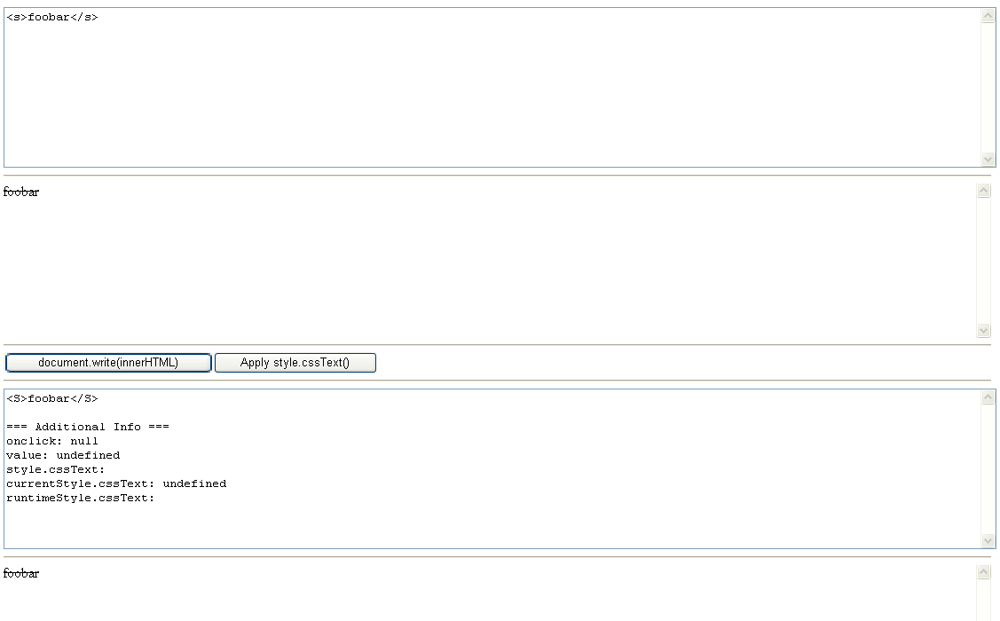 <s>foobar</s>
foobar
document.write(innerHTML) Apply style.cssText()
<S>foobar</S>
=== Additional Info ===
onclick: null
value: undefined
style.cssText:
currentStyle.cssText: undefined
runtimeStyle.cssText:
foobar